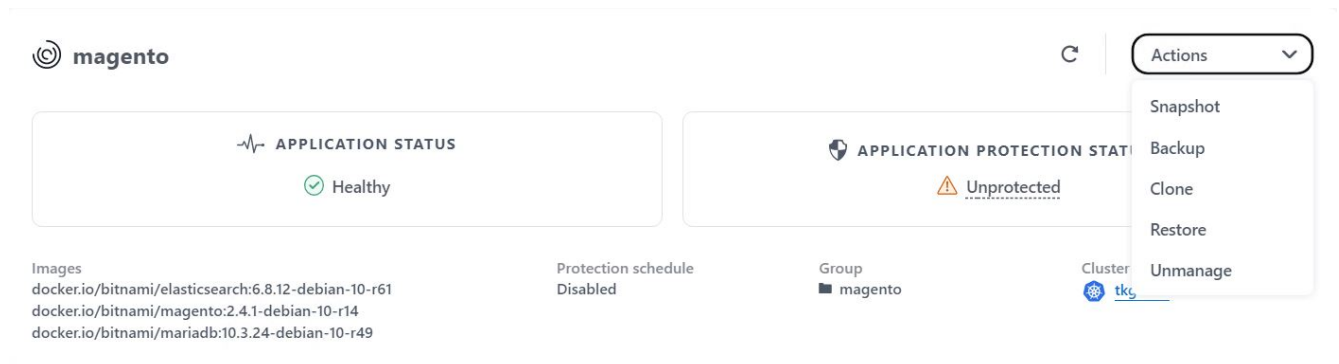 magento
Actions
Snapshot
Backup
Clone
Restore
Unmanage
APPLICATION STATUS
Healthy
APPLICATION PROTECTION
Unprotected
Images
docker.io/bitnami/elasticsearch:6.8.12-debian-10-r61
docker.io/bitnami/magento:2.4.1-debian-10-r14
docker.io/bitnami/mariadb:10.3.24-debian-10-r49
Protection schedule
Disabled
Group
magento
Cluster